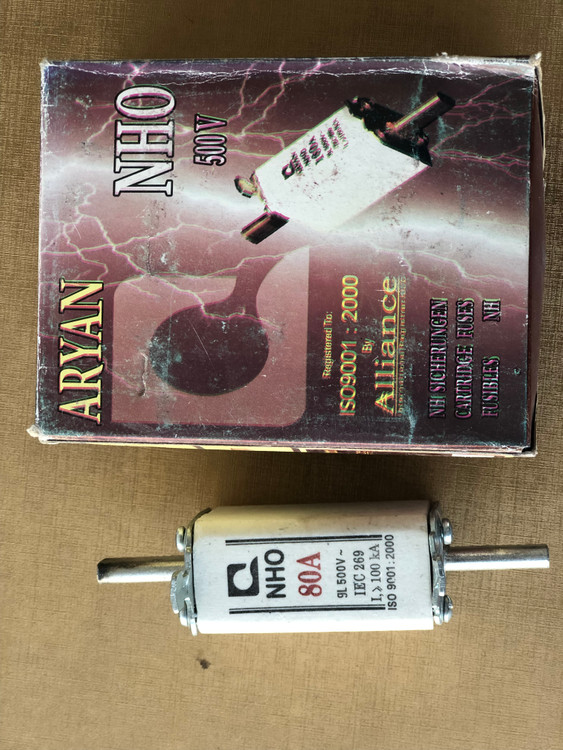 ARYAN
NHO
500 V
Registered To:
ISO9001 : 2000
By
Alliance
NH SICHERUNGEN
CARTRIDGE FUSES
FUSIBLES NH
NHO
80A
gL 500V~
IEC 269
I₁ ≥ 100 kA
ISO 9001:2000